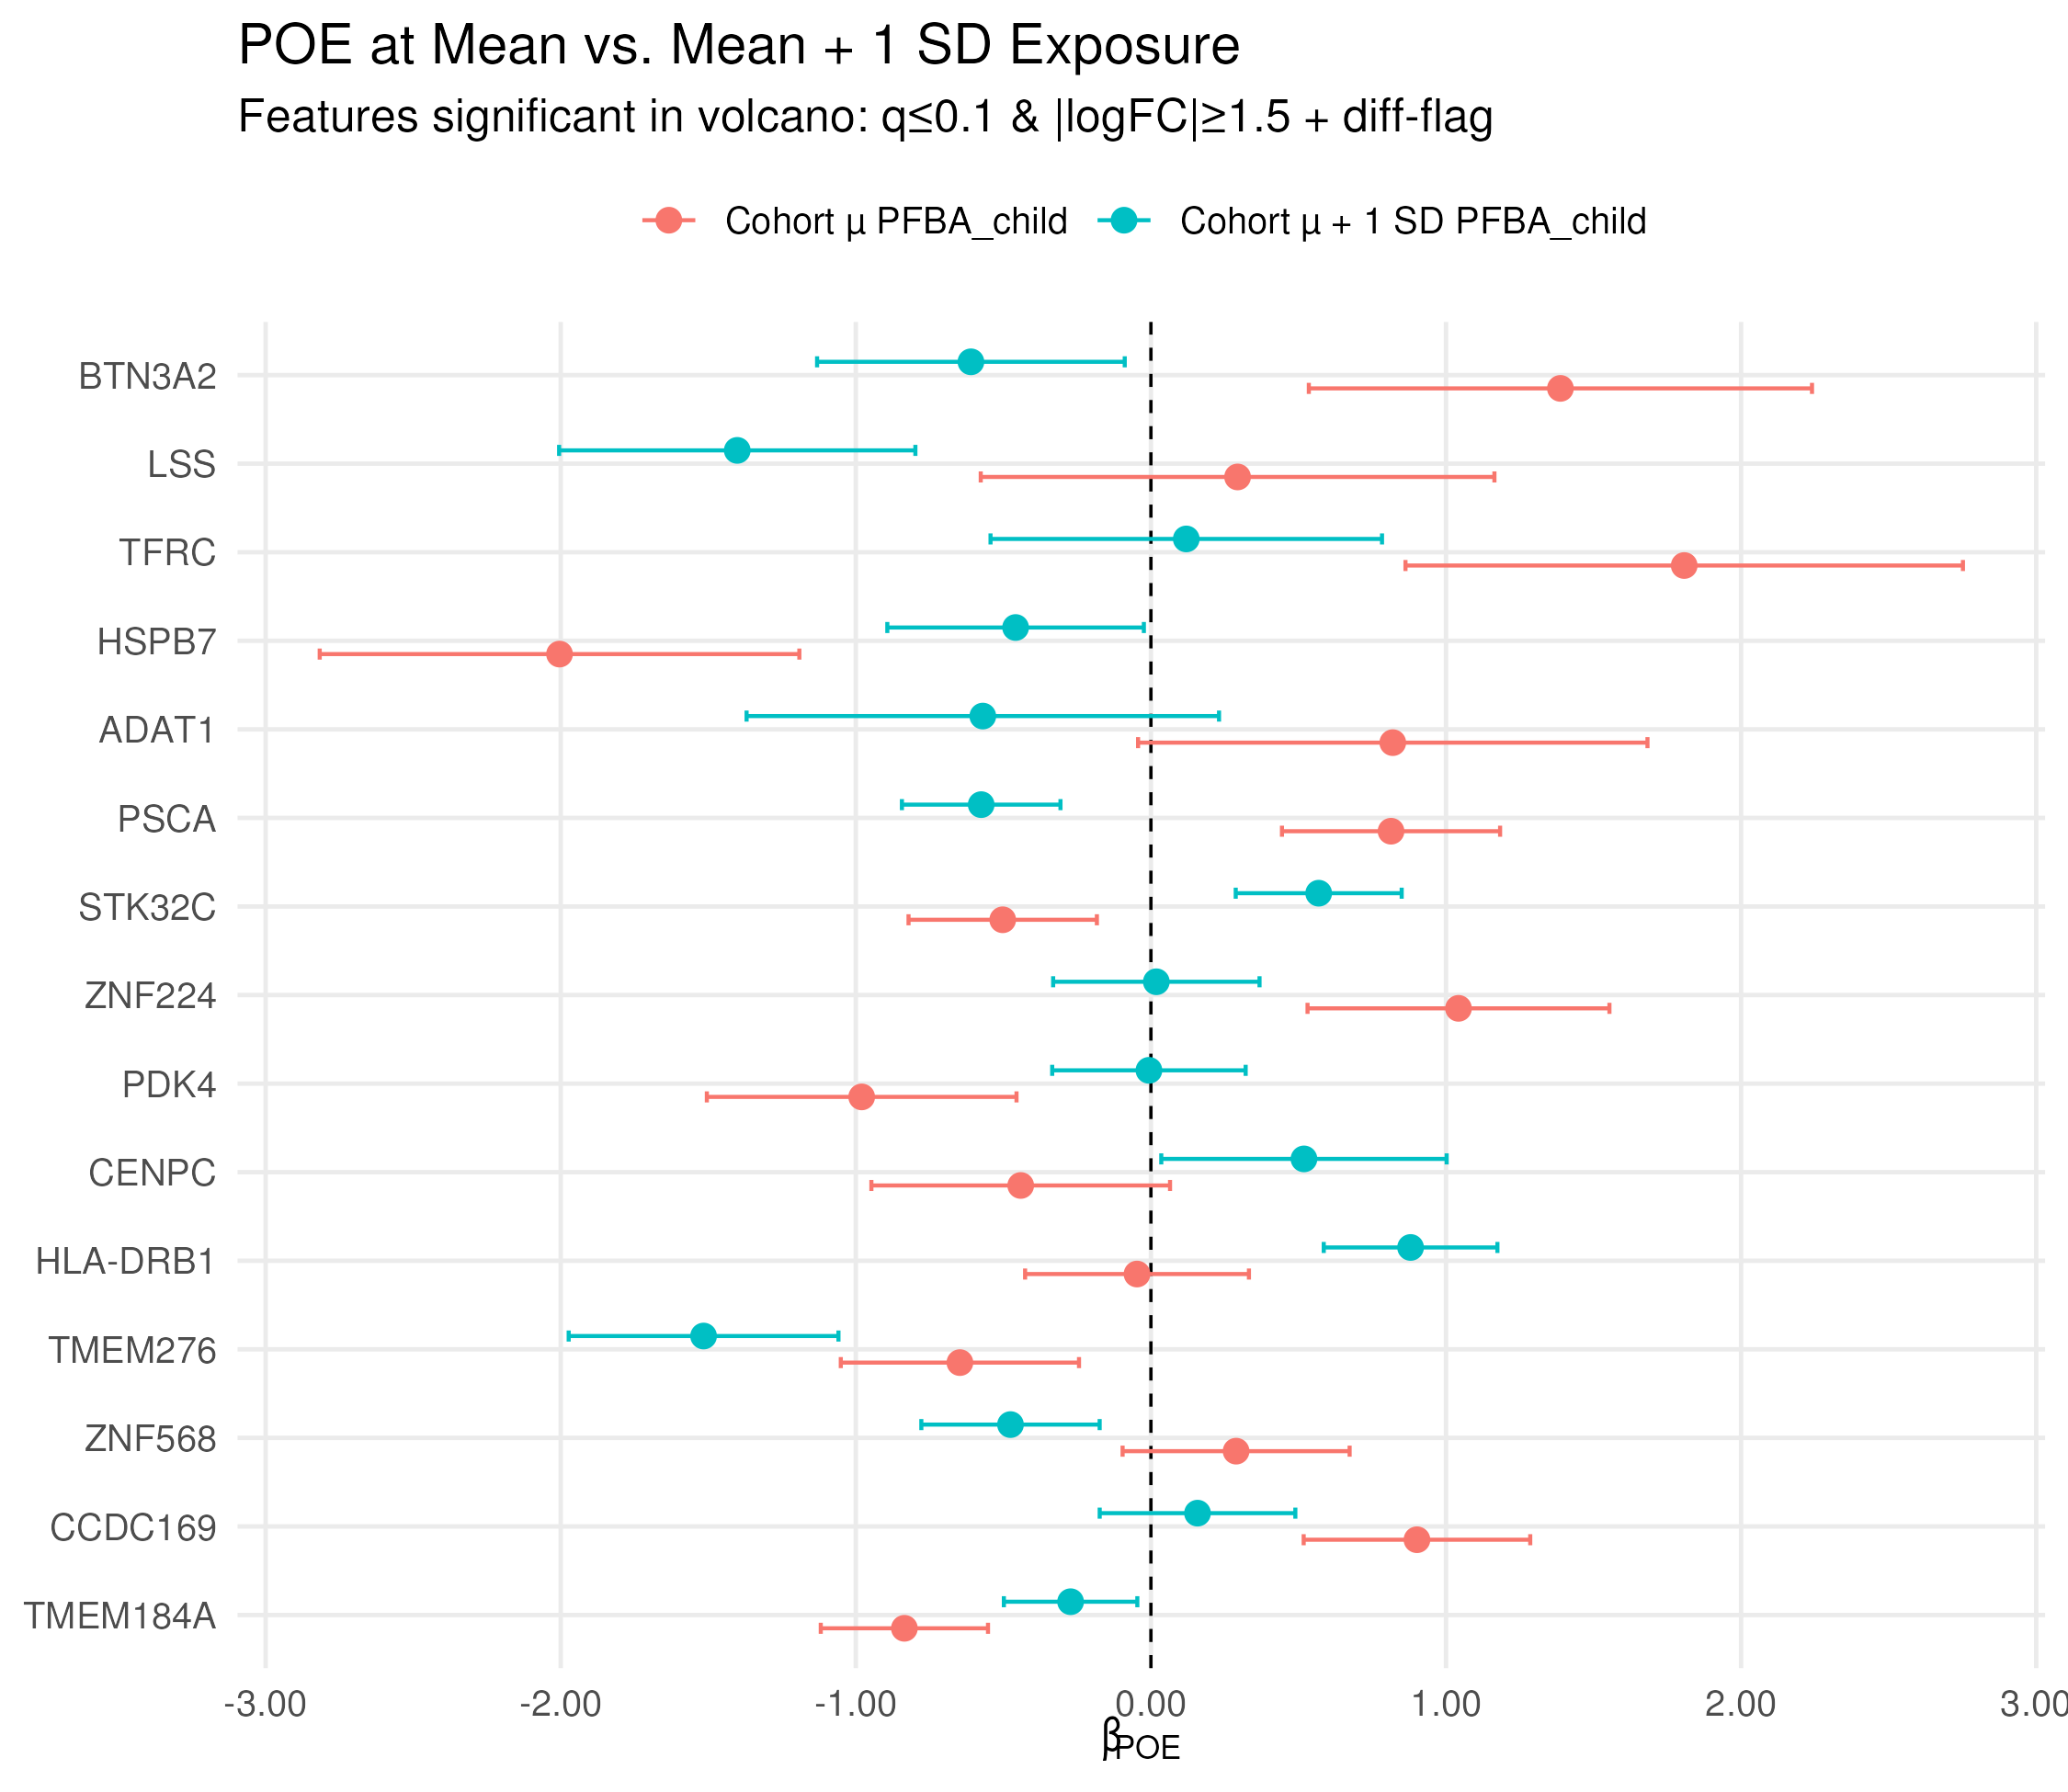 POE at Mean vs. Mean + 1 SD Exposure
Features significant in volcano: q≤0.1 & |logFC|≥1.5 + diff-flag
Cohort μ PFBA_child Cohort μ + 1 SD PFBA_child
BTN3A2
LSS
TFRC
HSPB7
ADAT1
PSCA
STK32C
ZNF224
PDK4
CENPC
HLA-DRB1
TMEM276
ZNF568
CCDC169
TMEM184A
-3.00 -2.00 -1.00 0.00 1.00 2.00 3.00
βPOE